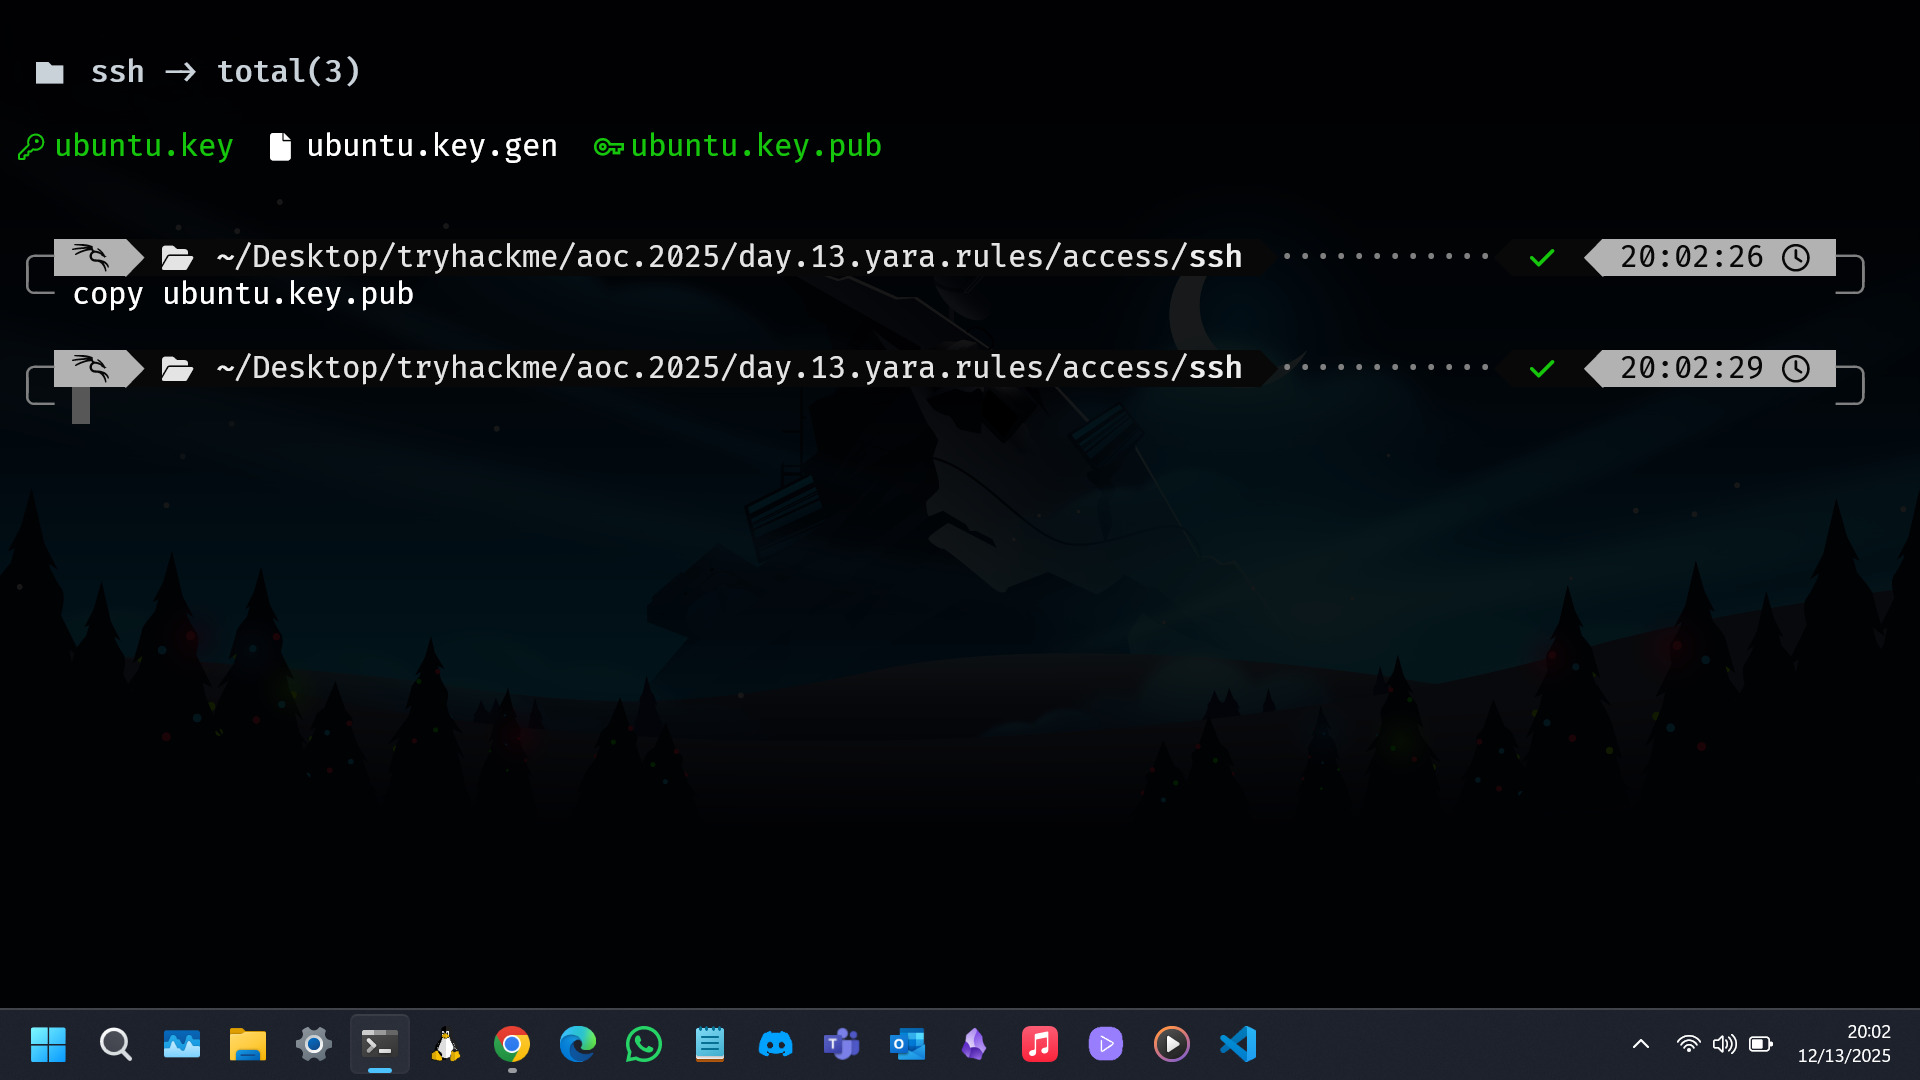 ssh → total(3)
ubuntu.key ubuntu.key.gen ubuntu.key.pub
~/Desktop/tryhackme/aoc.2025/day.13.yara.rules/access/ssh ············ ✓ 20:02:26
copy ubuntu.key.pub
~/Desktop/tryhackme/aoc.2025/day.13.yara.rules/access/ssh ············ ✓ 20:02:29
20:02
12/13/2025